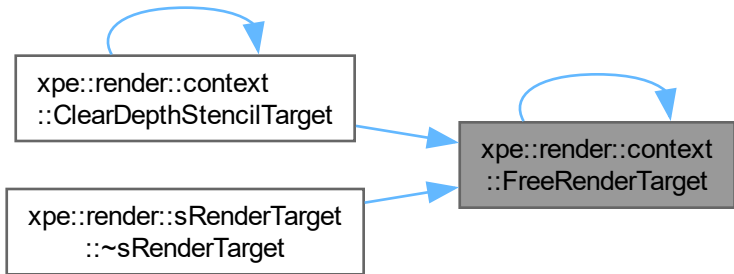 xpe::render::context
::ClearDepthStencilTarget
xpe::render::context
::FreeRenderTarget
xpe::render::sRenderTarget
::~sRenderTarget